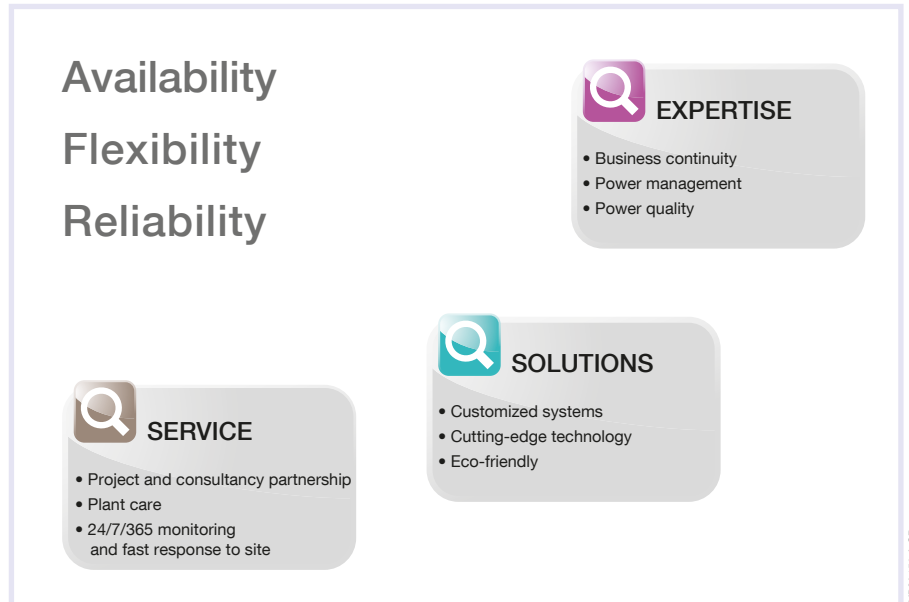 Availability
Flexibility
Reliability
EXPERTISE
• Business continuity
• Power management
• Power quality
SOLUTIONS
• Customized systems
• Cutting-edge technology
• Eco-friendly
SERVICE
• Project and consultancy partnership
• Plant care
• 24/7/365 monitoring
and fast response to site